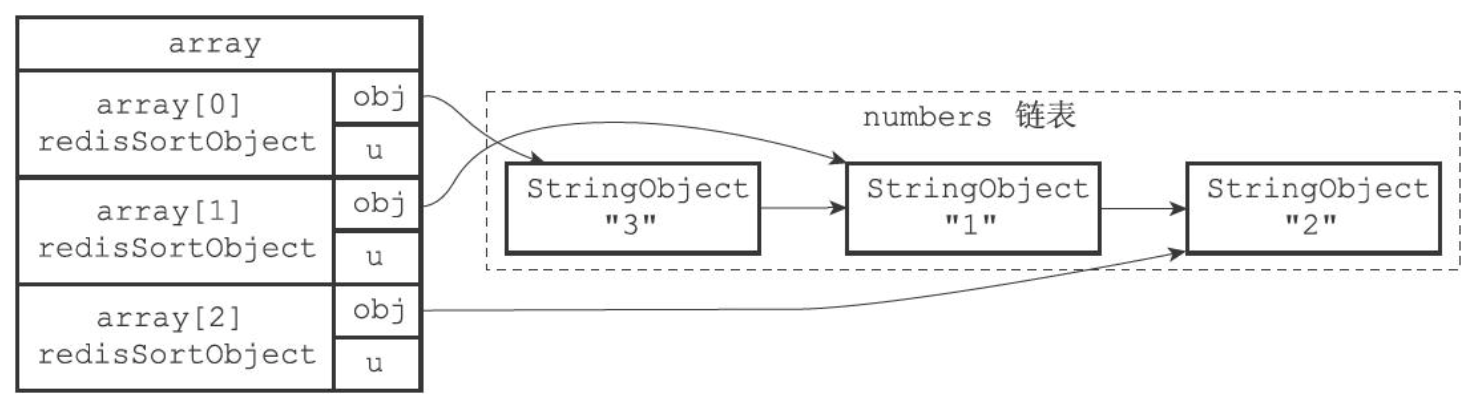 array
array[0]
redisSortObject
obj
u
array[1]
redisSortObject
obj
u
array[2]
redisSortObject
obj
u
numbers 链表
StringObject
"3"
StringObject
"1"
StringObject
"2"